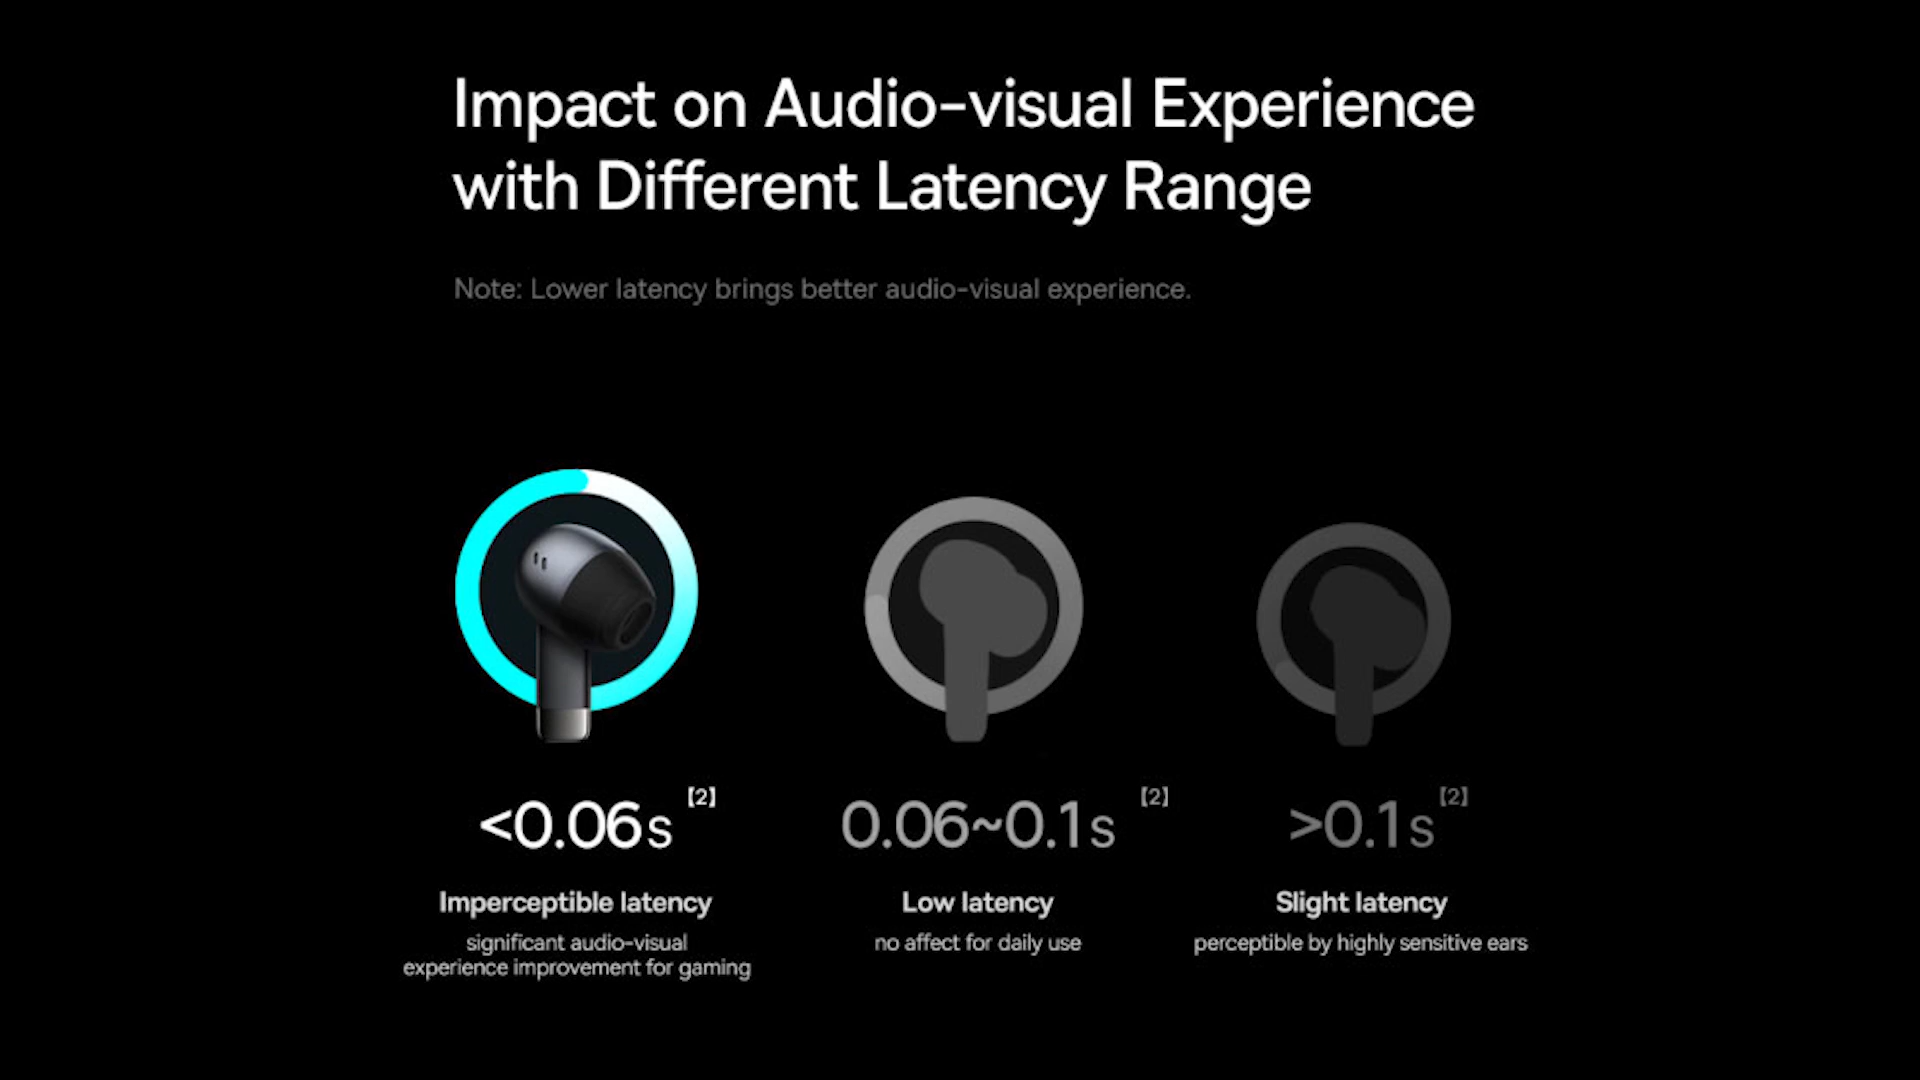 Impact on Audio-visual Experience
with Different Latency Range
Note: Lower latency brings better audio-visual experience.
<0.06s【2】
0.06~0.1s【2】
>0.1s【2】
Imperceptible latency
Low latency
Slight latency
significant audio-visual
experience improvement for gaming
no affect for daily use
perceptible by highly sensitive ears